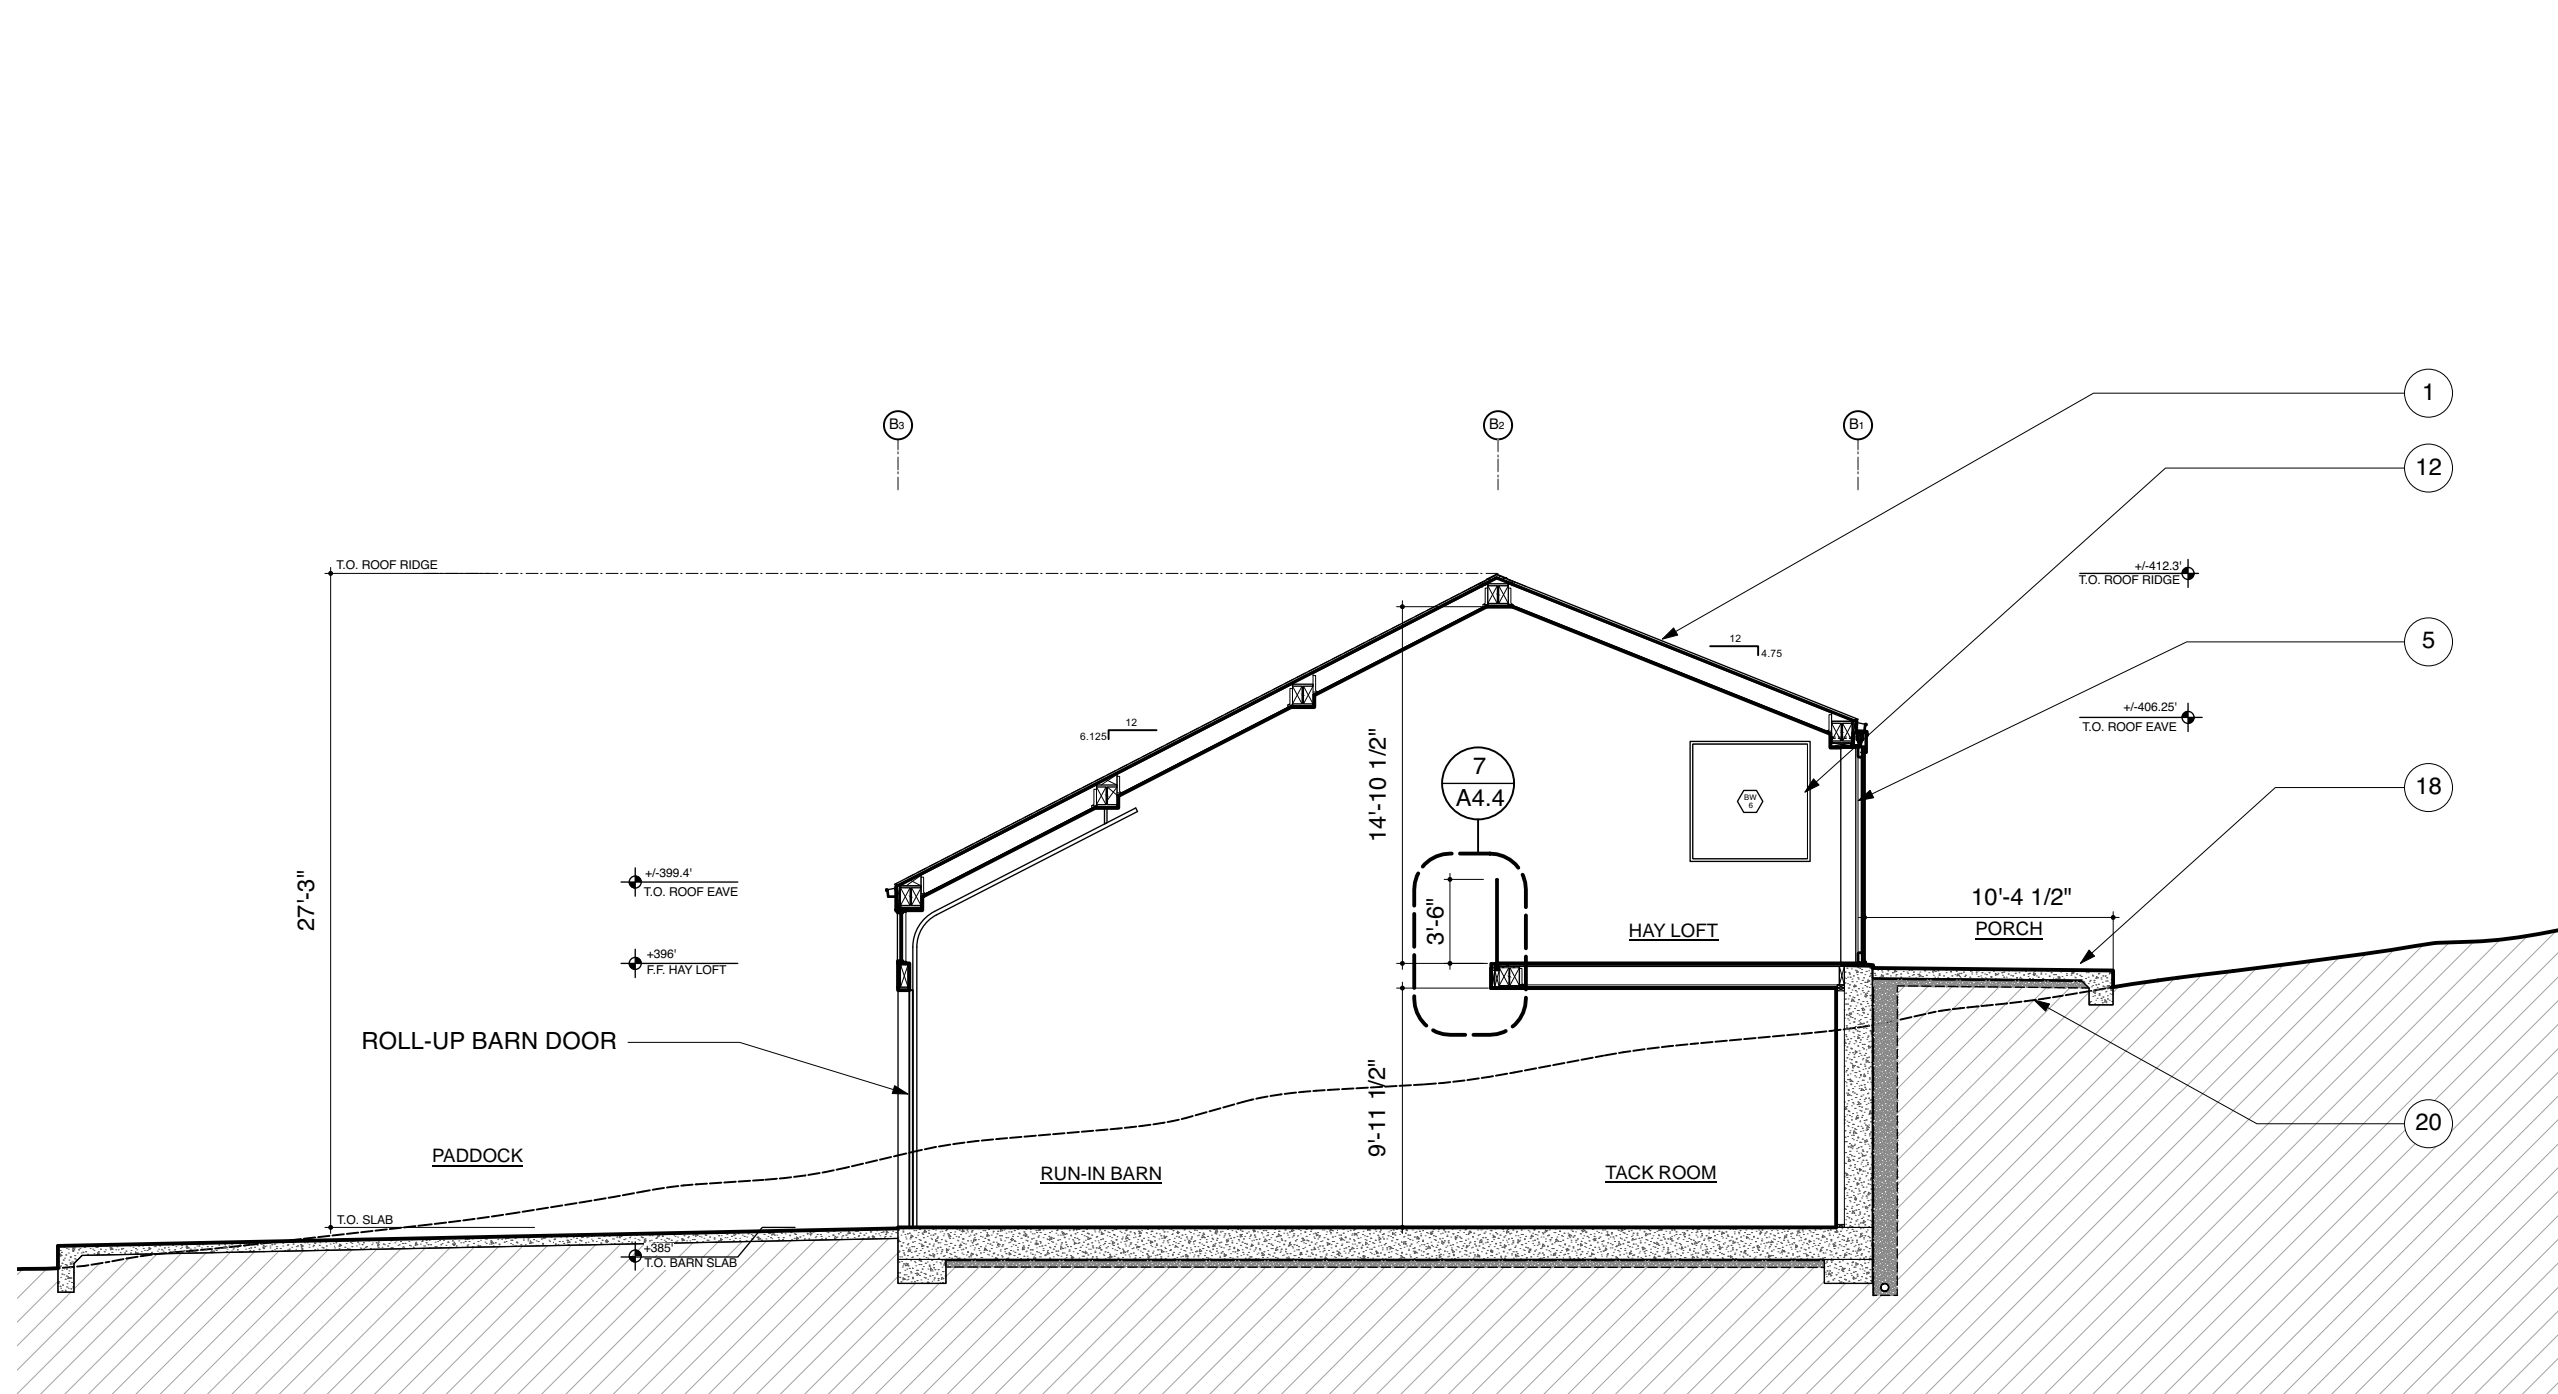 1
B3
B2
B1
12
T.O. ROOF RIDGE
+/-412.3'
T.O. ROOF RIDGE
12
4.75
5
+/-406.25'
T.O. ROOF EAVE
12
6.125
7
A4.4
18
BW
6
14'-10 1/2"
27'-3"
+/-399.4'
T.O. ROOF EAVE
3'-6"
10'-4 1/2"
HAY LOFT
PORCH
+396'
F.F. HAY LOFT
ROLL-UP BARN DOOR
9'-11 1/2"
20
PADDOCK
RUN-IN BARN
TACK ROOM
T.O. SLAB
+385'
T.O. BARN SLAB